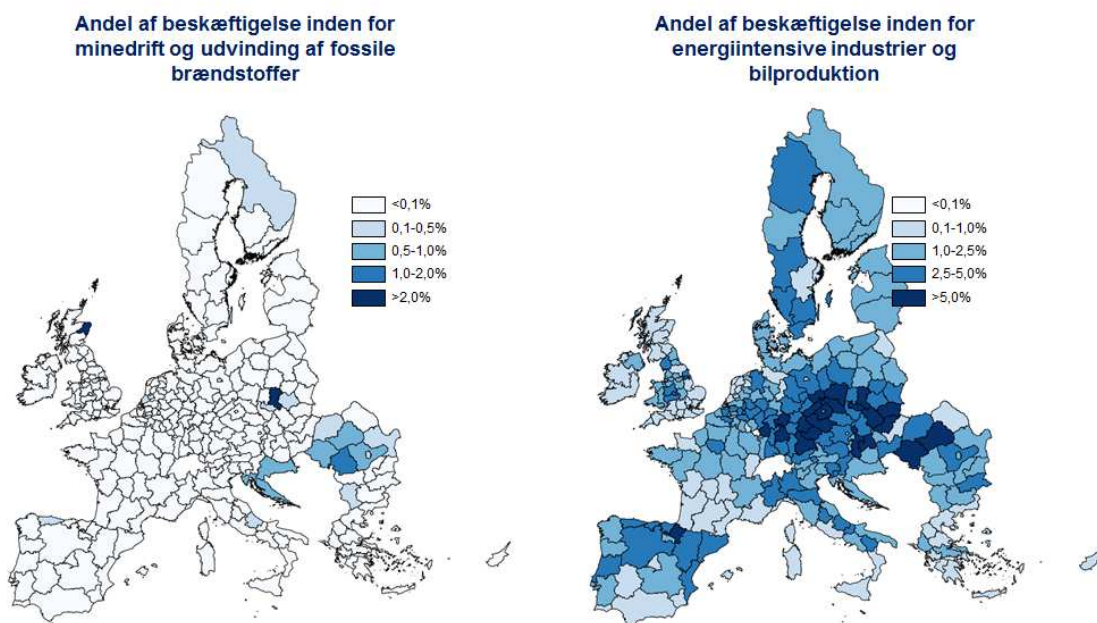 Andel af beskæftigelse inden for
minedrift og udvinding af fossile
brændstoffer
<0,1%
0,1-0,5%
0,5-1,0%
1,0-2,0%
>2,0%
Andel af beskæftigelse inden for
energiintensive industrier og
bilproduktion
<0,1%
0,1-1,0%
1,0-2,5%
2,5-5,0%
>5,0%